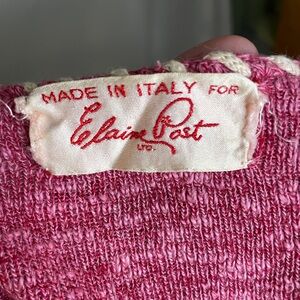 MADE IN ITALY FOR
Elaine Post
LTD.